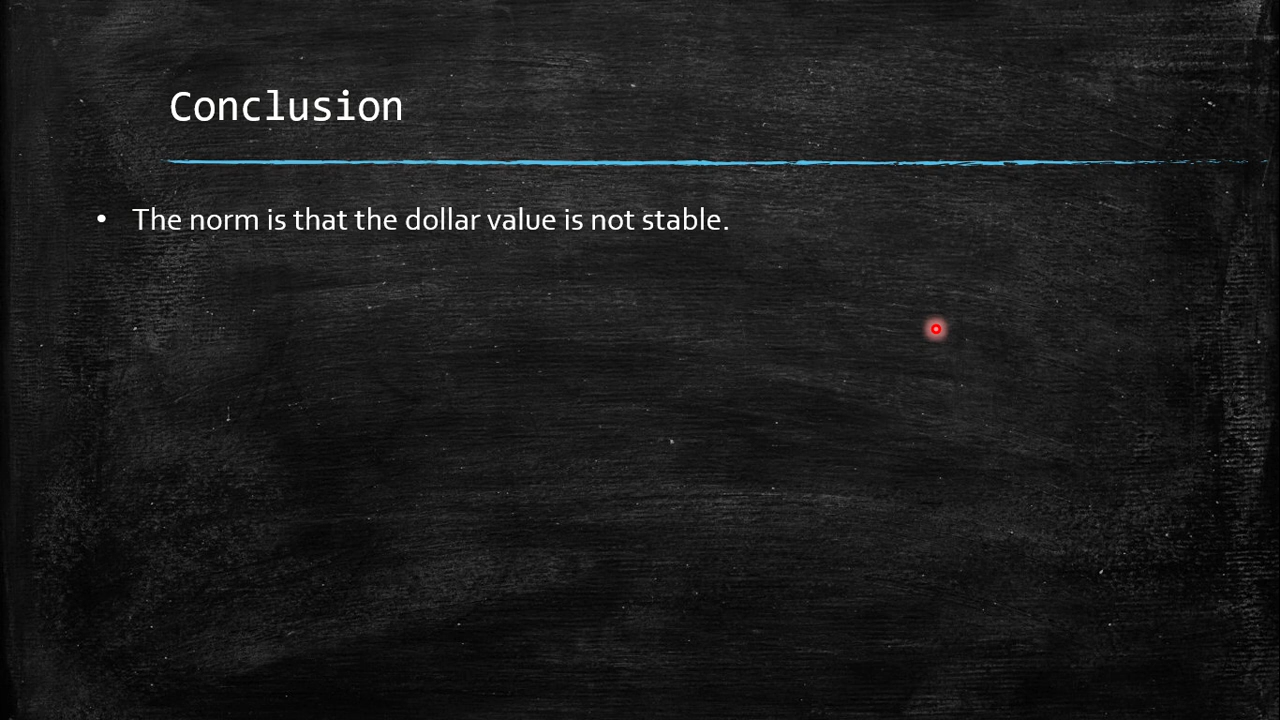 Conclusion
• The norm is that the dollar value is not stable.